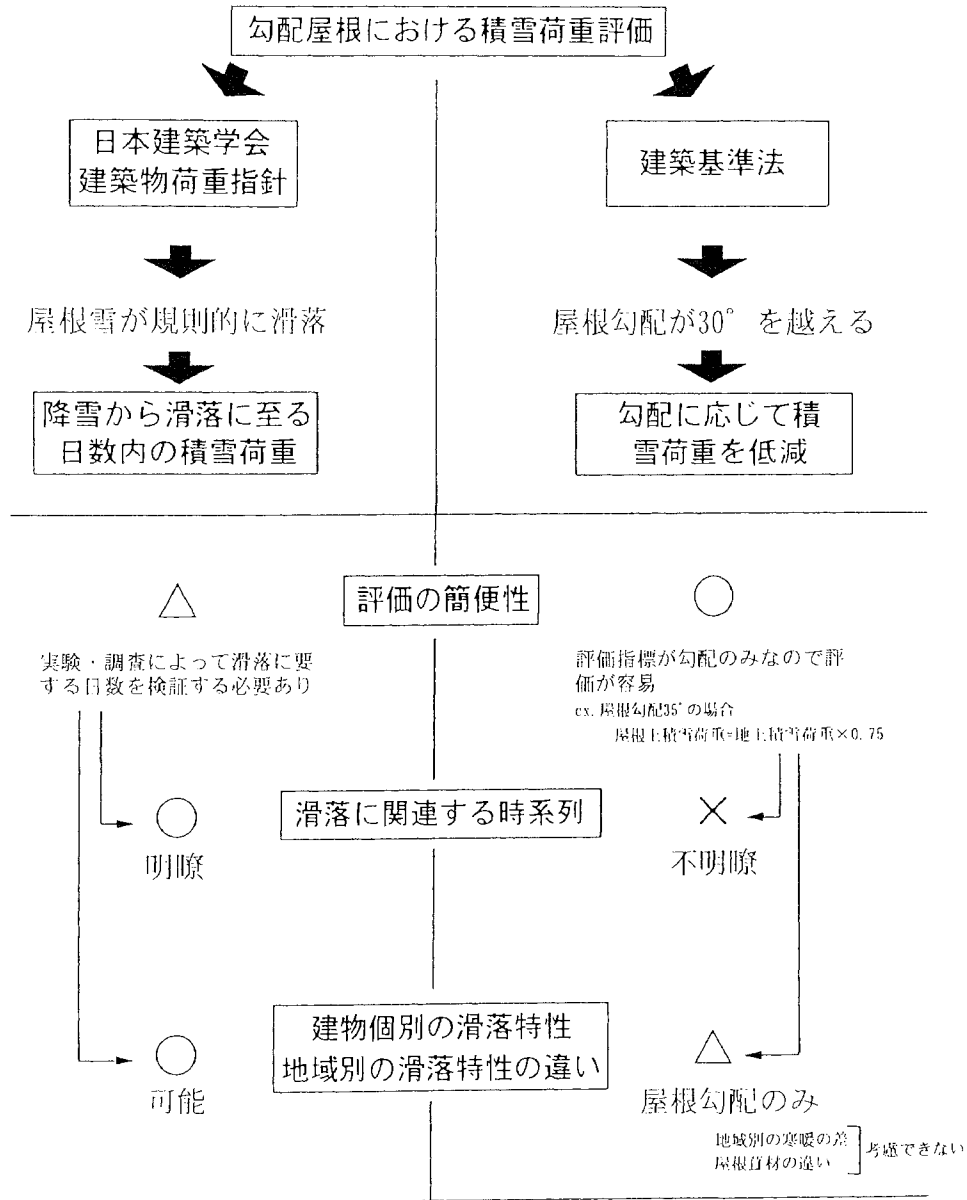 勾配屋根における積雪荷重評価
日本建築学会
建築物荷重指針
建築基準法
屋根雪が規則的に滑落
屋根勾配が30°を越える
降雪から滑落に至る
日数内の積雪荷重
勾配に応じて積
雪荷重を低減
評価の簡便性
△
○
実験・調査によって滑落に要
する日数を検証する必要あり
評価指標が勾配のみなので評
価が容易
ex. 屋根勾配35°の場合
屋根上積雪荷重=地上積雪荷重×0.75
滑落に関連する時系列
○
明瞭
×
不明瞭
建物個別の滑落特性
地域別の滑落特性の違い
○
可能
△
屋根勾配のみ
地域別の寒暖の差
屋根葺材の違い
考慮できない